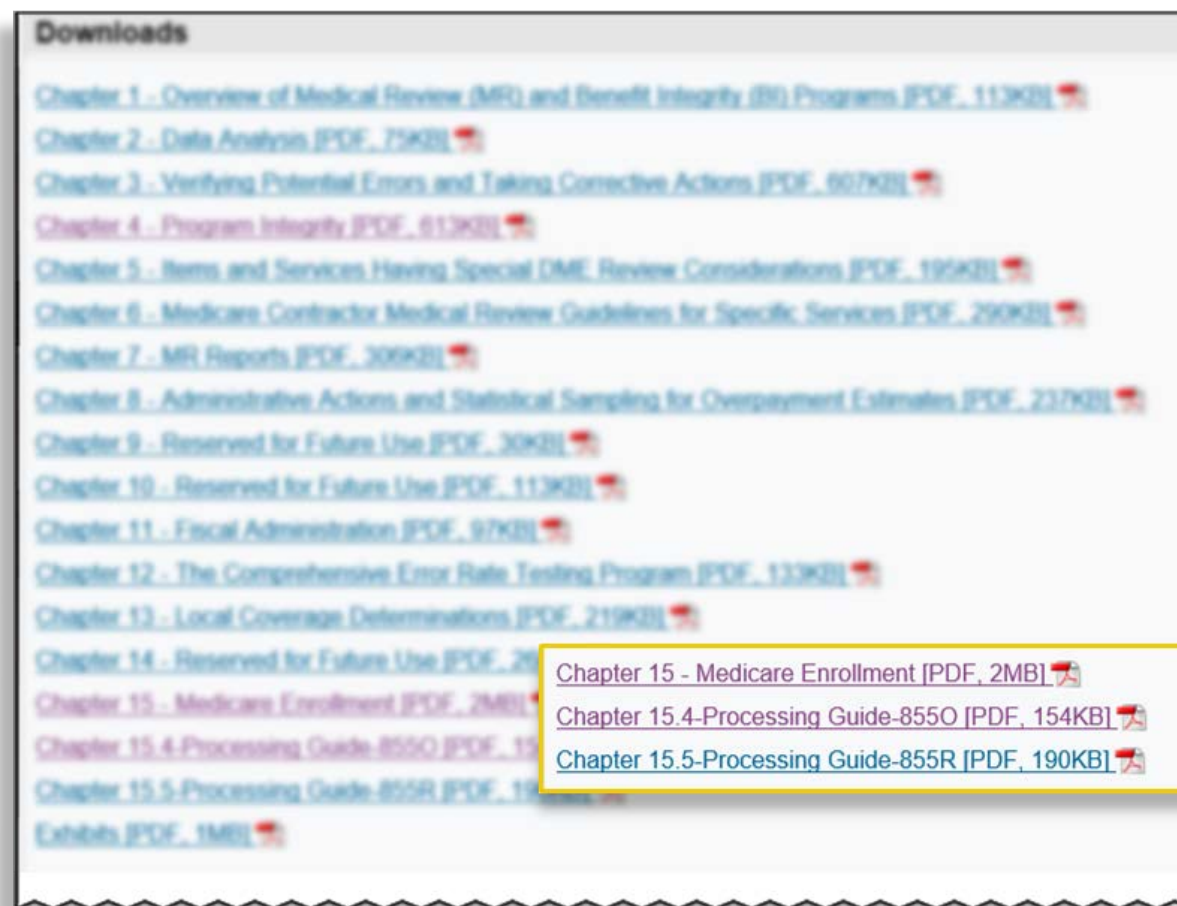 Downloads
Chapter 1 - Overview of Medical Review (MR) and Benefit Integrity (BI) Programs [PDF, 113KB]
Chapter 2 - Data Analysis [PDF, 75KB]
Chapter 3 - Verifying Potential Errors and Taking Corrective Actions [PDF, 607KB]
Chapter 4 - Program Integrity [PDF, 613KB]
Chapter 5 - Items and Services Having Special DME Review Considerations [PDF, 195KB]
Chapter 6 - Medicare Contractor Medical Review Guidelines for Specific Services [PDF, 290KB]
Chapter 7 - MR Reports [PDF, 306KB]
Chapter 8 - Administrative Actions and Statistical Sampling for Overpayment Estimates [PDF, 237KB]
Chapter 9 - Reserved for Future Use [PDF, 30KB]
Chapter 10 - Reserved for Future Use [PDF, 113KB]
Chapter 11 - Fiscal Administration [PDF, 97KB]
Chapter 12 - The Comprehensive Error Rate Testing Program [PDF, 133KB]
Chapter 13 - Local Coverage Determinations [PDF, 219KB]
Chapter 14 - Reserved for Future Use [PDF,
Chapter 15 - Medicare Enrollment [PDF, 2MB]
Chapter 15.4-Processing Guide-855O [PDF,
Chapter 15.5-Processing Guide-855R [PDF,
Exhibits [PDF, 1MB]
Chapter 15 - Medicare Enrollment [PDF, 2MB]
Chapter 15.4-Processing Guide-855O [PDF, 154KB]
Chapter 15.5-Processing Guide-855R [PDF, 190KB]